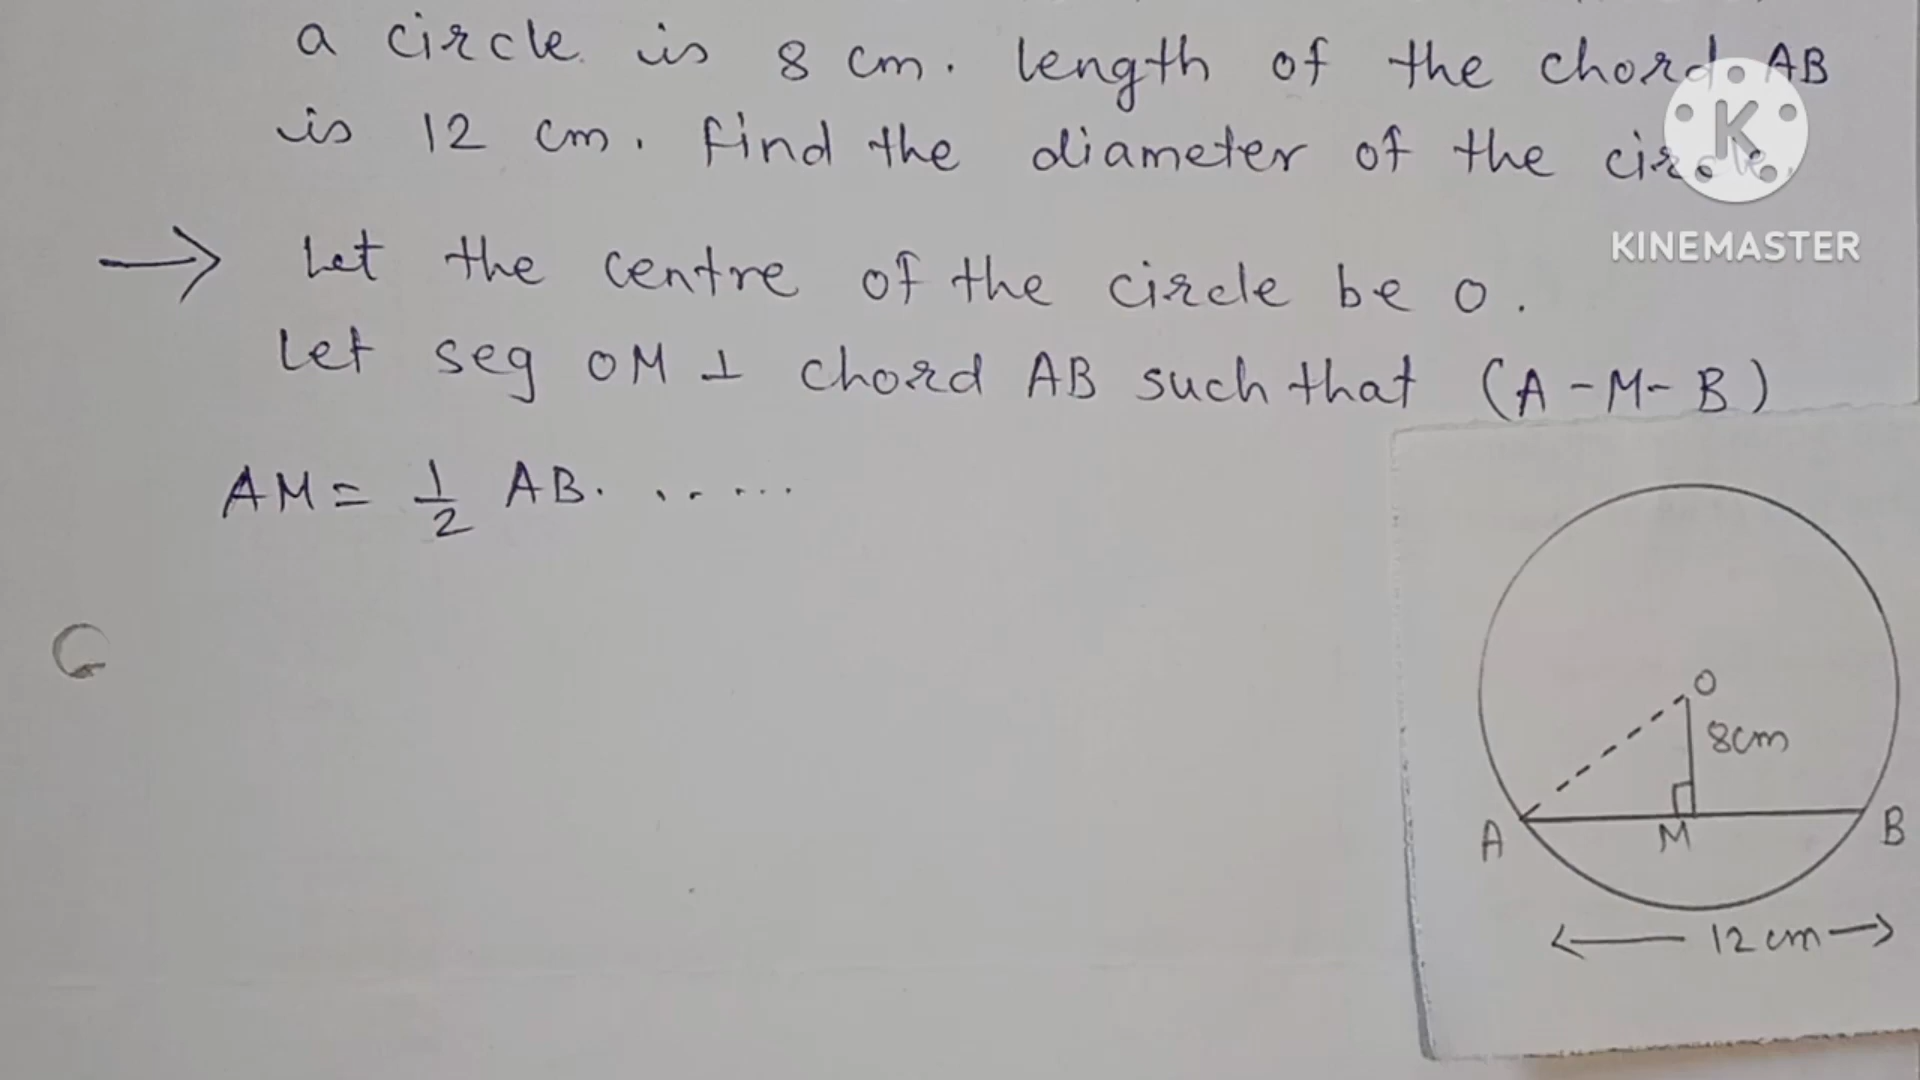 a circle is 8 cm. length of the chord AB
is 12 cm. find the diameter of the circle.
K
KINEMASTER
→ Let the centre of the circle be O.
Let seg OM ⊥ chord AB such that (A-M-B)
AM = 1/2 AB. .....
O
8cm
A
M
B
12 cm